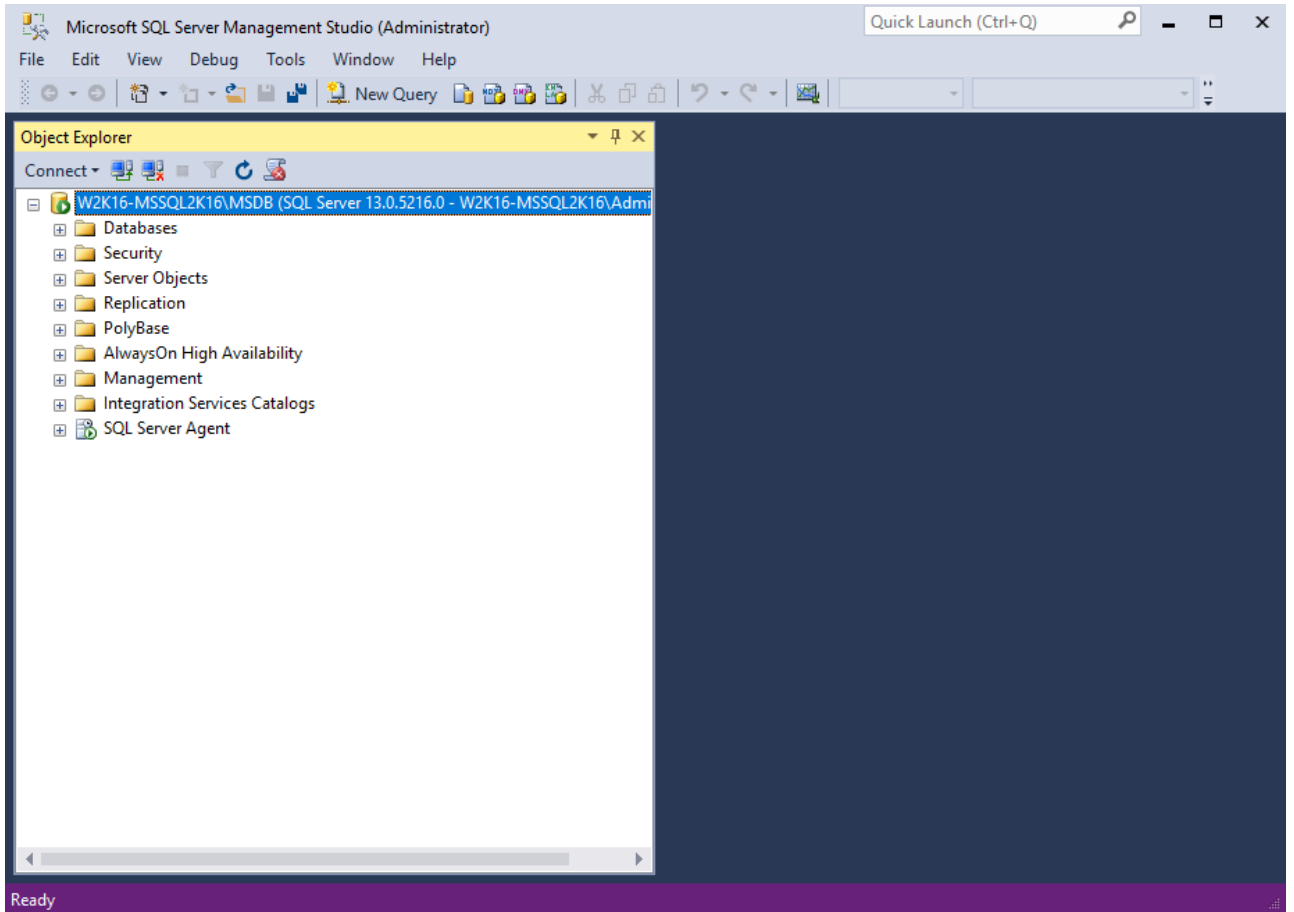 Microsoft SQL Server Management Studio (Administrator)
Quick Launch (Ctrl+Q)
File Edit View Debug Tools Window Help
New Query
Object Explorer
Connect
W2K16-MSSQL2K16\MSDB (SQL Server 13.0.5216.0 - W2K16-MSSQL2K16\Admi
Databases
Security
Server Objects
Replication
PolyBase
AlwaysOn High Availability
Management
Integration Services Catalogs
SQL Server Agent
Ready